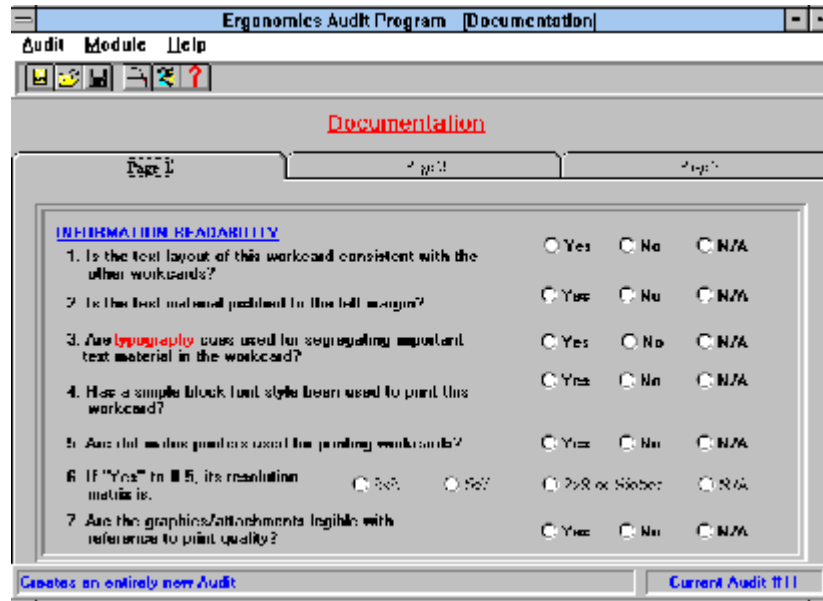 Ergonomics Audit Program [Documentation]
Audit Module Help
Documentation
Page 1
INFORMATION READABILITY
1. Is the text layout of this workcard consistent with the Yes No N/A
other workcards?
2. Is the text material to the left margin? Yes No N/A
3. Are typography cues used for segregating important Yes No N/A
text material in the workcard?
4. Has a simple block font style been used to print this Yes No N/A
workcard?
5. Are dot matrix printers used for printing workcards? Yes No N/A
6. If "Yes" to # 5, its resolution N/A
matrix is.
7. Are the graphics/attachments legible with Yes No N/A
reference to print quality?
Creates an entirely new Audit Current Audit